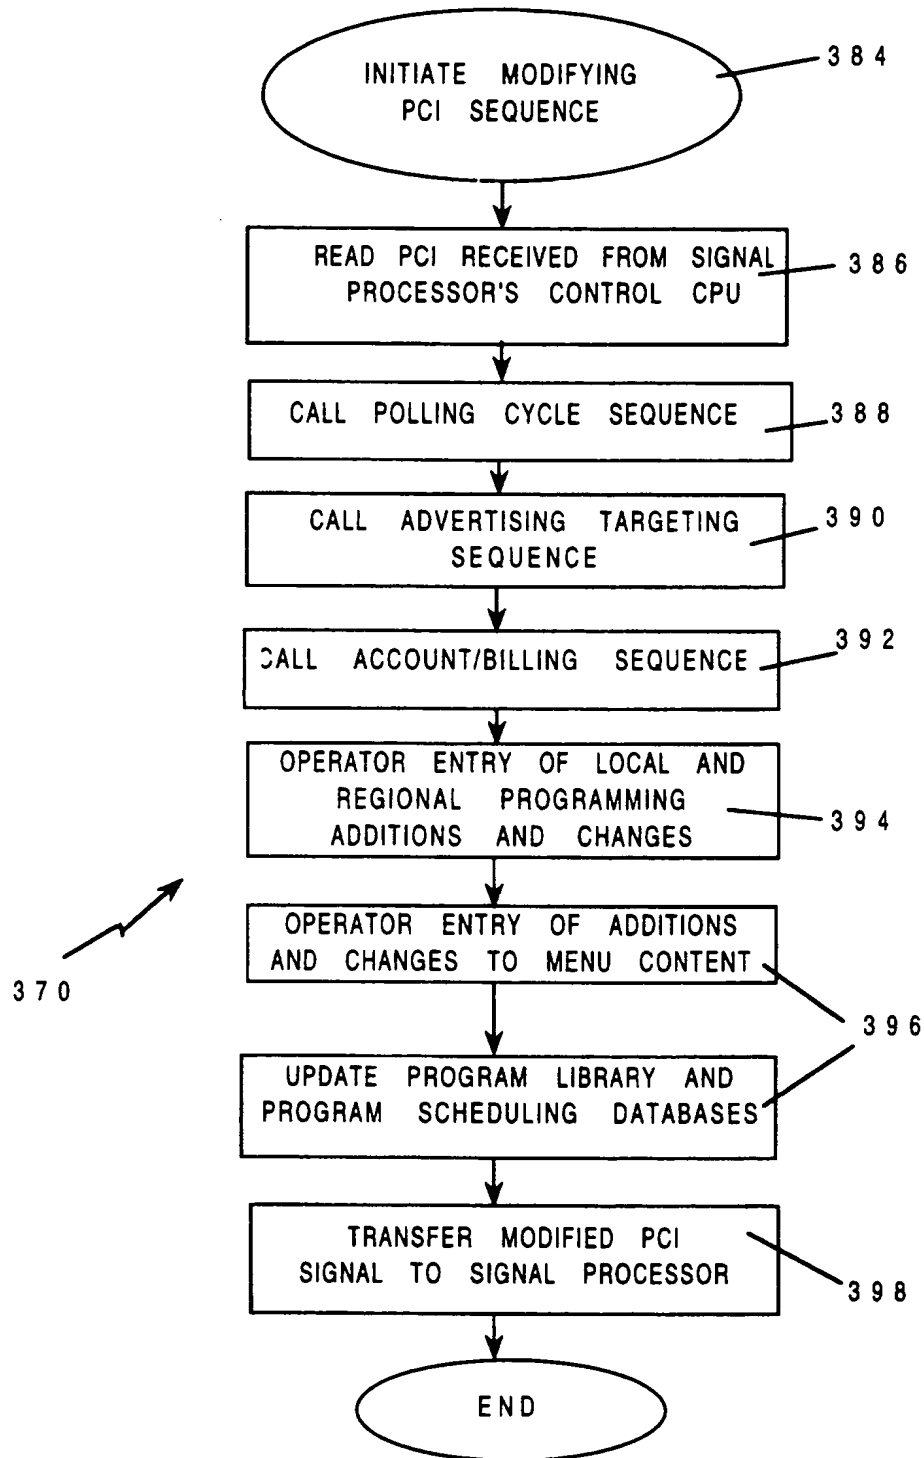 INITIATE MODIFYING
PCI SEQUENCE
384
READ PCI RECEIVED FROM SIGNAL
PROCESSOR'S CONTROL CPU
386
CALL POLLING CYCLE SEQUENCE
388
CALL ADVERTISING TARGETING
SEQUENCE
390
CALL ACCOUNT/BILLING SEQUENCE
392
OPERATOR ENTRY OF LOCAL AND
REGIONAL PROGRAMMING
ADDITIONS AND CHANGES
394
370
OPERATOR ENTRY OF ADDITIONS
AND CHANGES TO MENU CONTENT
396
UPDATE PROGRAM LIBRARY AND
PROGRAM SCHEDULING DATABASES
TRANSFER MODIFIED PCI
SIGNAL TO SIGNAL PROCESSOR
398
END